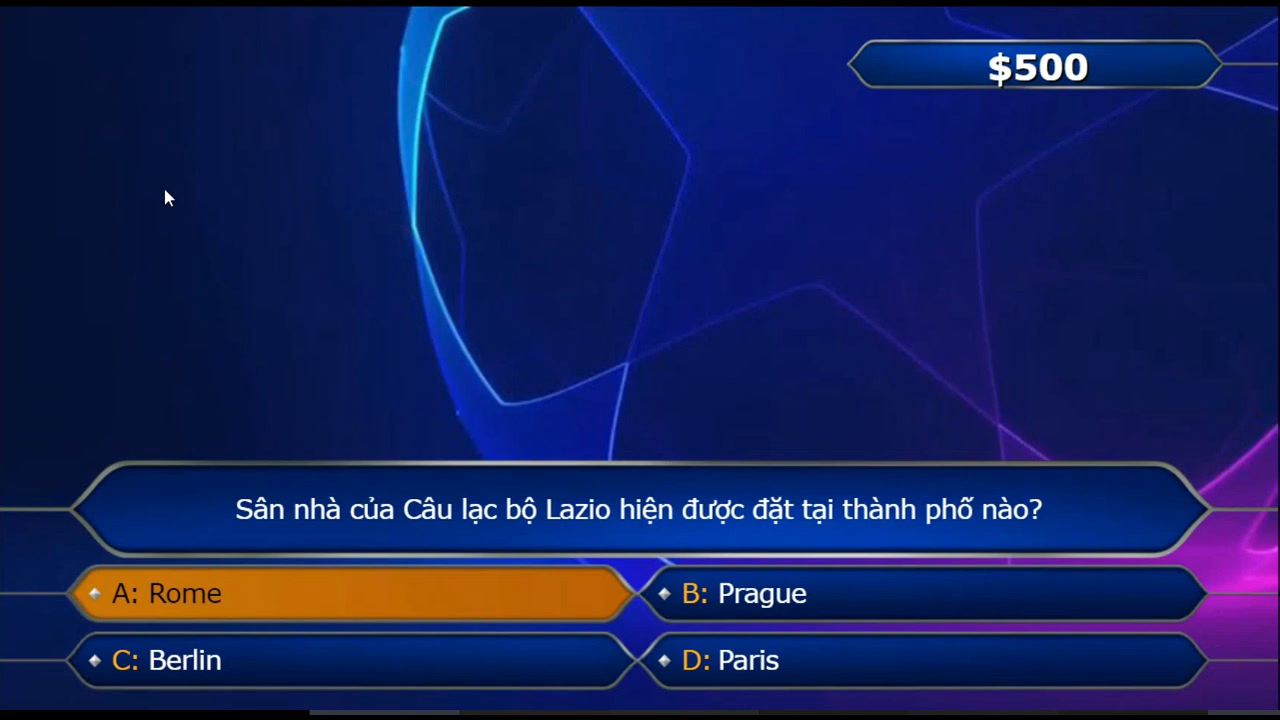 $500
Sân nhà của Câu lạc bộ Lazio hiện được đặt tại thành phố nào?
A: Rome
B: Prague
C: Berlin
D: Paris